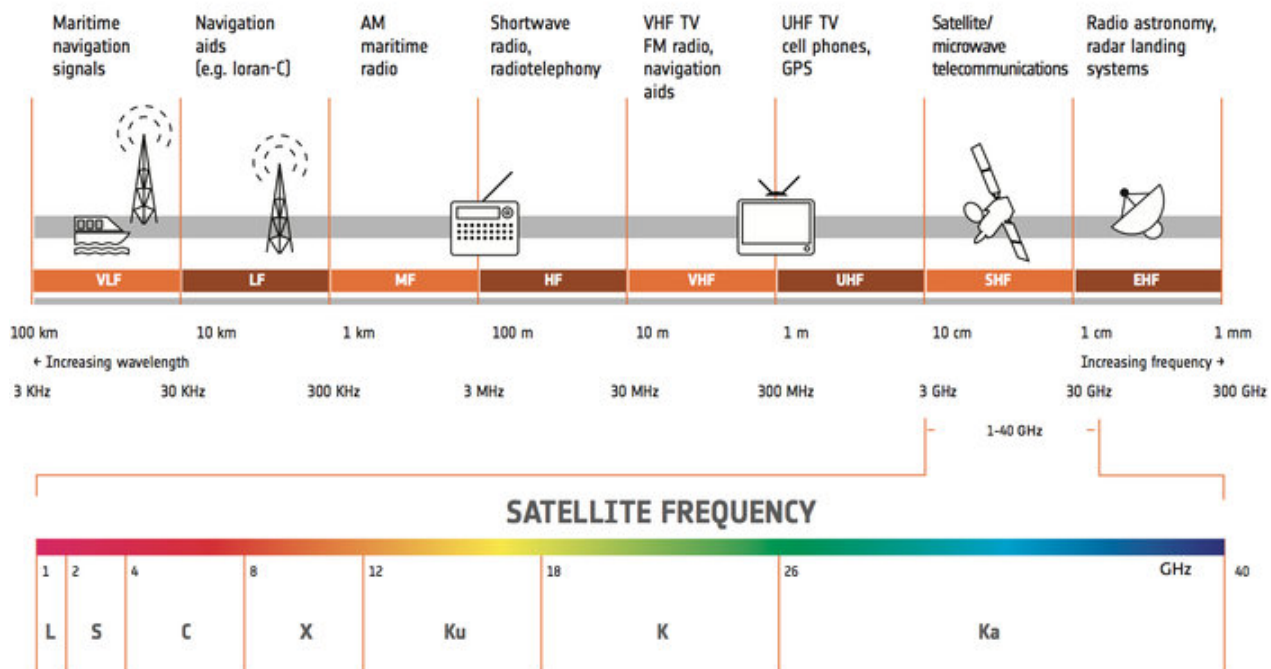 Maritime
navigation
signals
Navigation
aids
(e.g. loran-C)
AM
maritime
radio
Shortwave
radio,
radiotelephony
VHF TV
FM radio,
navigation
aids
UHF TV
cell phones,
GPS
Satellite/
microwave
telecommunications
Radio astronomy,
radar landing
systems
VLF LF MF HF VHF UHF SHF EHF
100 km 10 km 1 km 100 m 10 m 1 m 10 cm 1 cm 1 mm
← Increasing wavelength Increasing frequency →
3 KHz 30 KHz 300 KHz 3 MHz 30 MHz 300 MHz 3 GHz 30 GHz 300 GHz
1-40 GHz
SATELLITE FREQUENCY
1 2 4 8 12 18 26 GHz 40
L S C X Ku K Ka